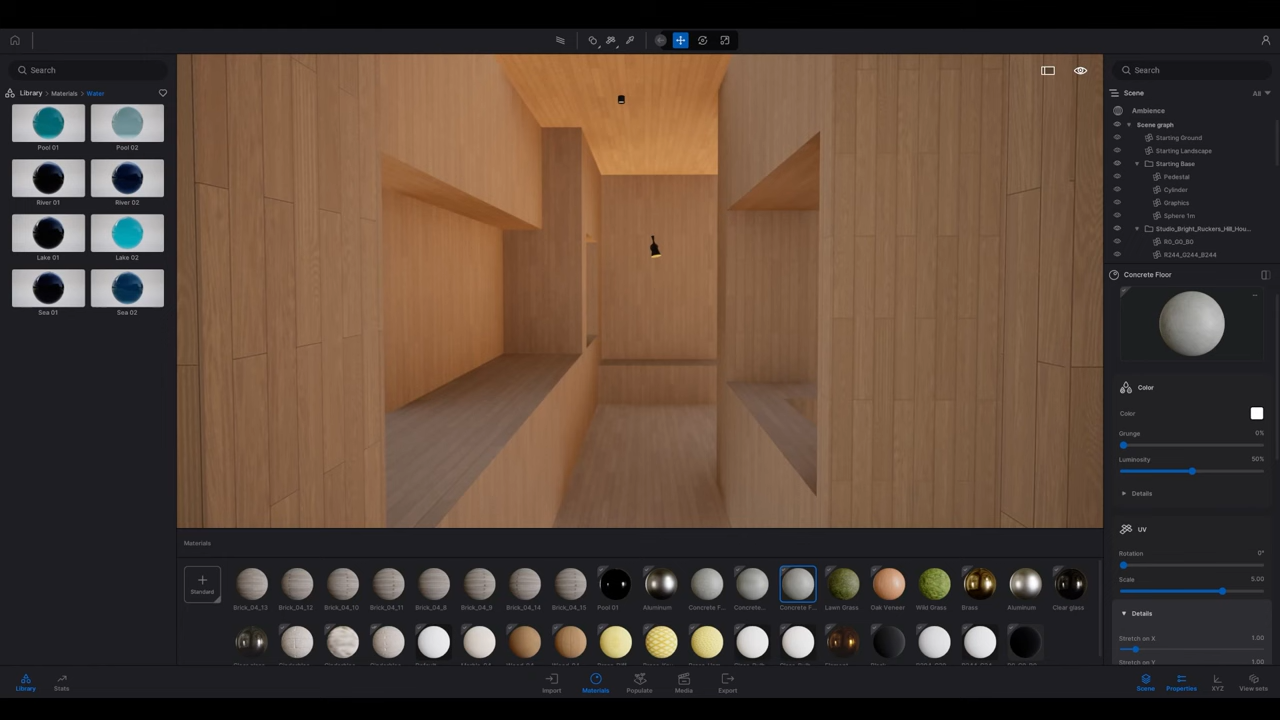 Search
Library > Materials > Water
Pool 01
Pool 02
River 01
River 02
Lake 01
Lake 02
Sea 01
Sea 02
Search
Scene
All
Ambience
Scene graph
Starting Ground
Starting Landscape
Starting Base
Pedestal
Cylinder
Graphics
Sphere 1m
Studio_Bright_Ruckers_Hill_Hou...
R0_G0_B0
R244_G244_B244
Concrete Floor
Color
Color
Grunge 0%
Luminosity 50%
Details
UV
Rotation 0°
Scale 5.00
Details
Stretch on X 1.00
Stretch on Y 1.00
Materials
Standard
Brick_04_13
Brick_04_12
Brick_04_10
Brick_04_11
Brick_04_8
Brick_04_9
Brick_04_14
Brick_04_15
Pool 01
Aluminum
Concrete F...
Concrete...
Concrete F...
Lawn Grass
Oak Veneer
Wild Grass
Brass
Aluminum
Clear glass
Library
Stats
Import
Materials
Populate
Media
Export
Scene
Properties
XYZ
View sets